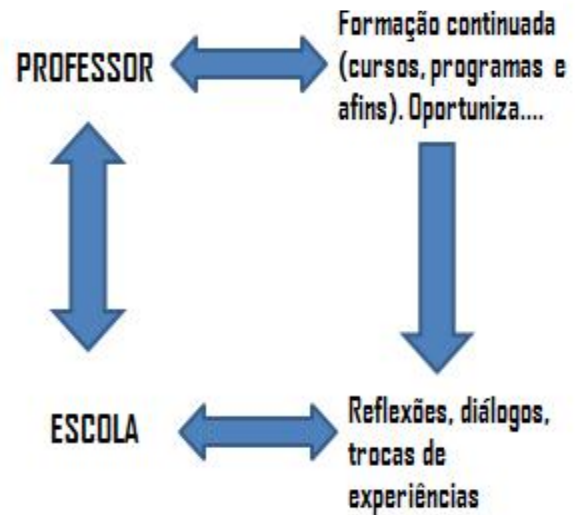 PROFESSOR
Formação continuada
(cursos, programas e
afins). Oportuniza....
ESCOLA
Reflexões, diálogos,
trocas de
experiências